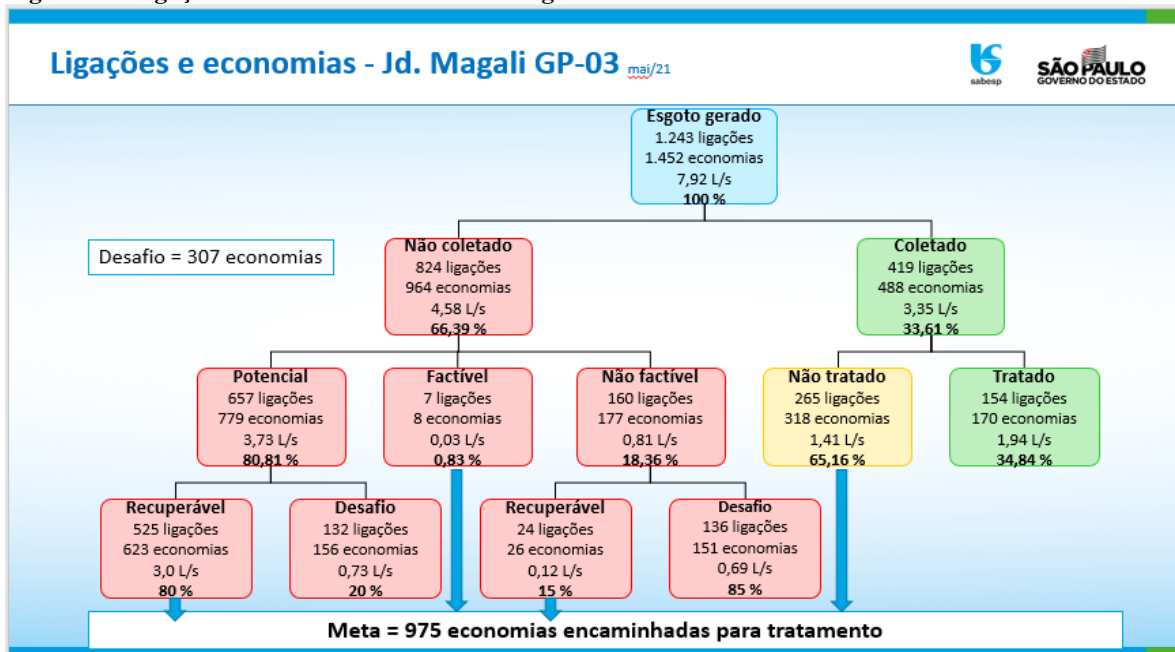 Ligações e economias - Jd. Magali GP-03 mai/21
sabesp
SÃO PAULO
GOVERNO DO ESTADO
Esgoto gerado
1.243 ligações
1.452 economias
7,92 L/s
100 %
Desafio = 307 economias
Não coletado
824 ligações
964 economias
4,58 L/s
66,39 %
Coletado
419 ligações
488 economias
3,35 L/s
33,61 %
Potencial
657 ligações
779 economias
3,73 L/s
80,81 %
Factível
7 ligações
8 economias
0,03 L/s
0,83 %
Não factível
160 ligações
177 economias
0,81 L/s
18,36 %
Não tratado
265 ligações
318 economias
1,41 L/s
65,16 %
Tratado
154 ligações
170 economias
1,94 L/s
34,84 %
Recuperável
525 ligações
623 economias
3,0 L/s
80 %
Desafio
132 ligações
156 economias
0,73 L/s
20 %
Recuperável
24 ligações
26 economias
0,12 L/s
15 %
Desafio
136 ligações
151 economias
0,69 L/s
85 %
Meta = 975 economias encaminhadas para tratamento